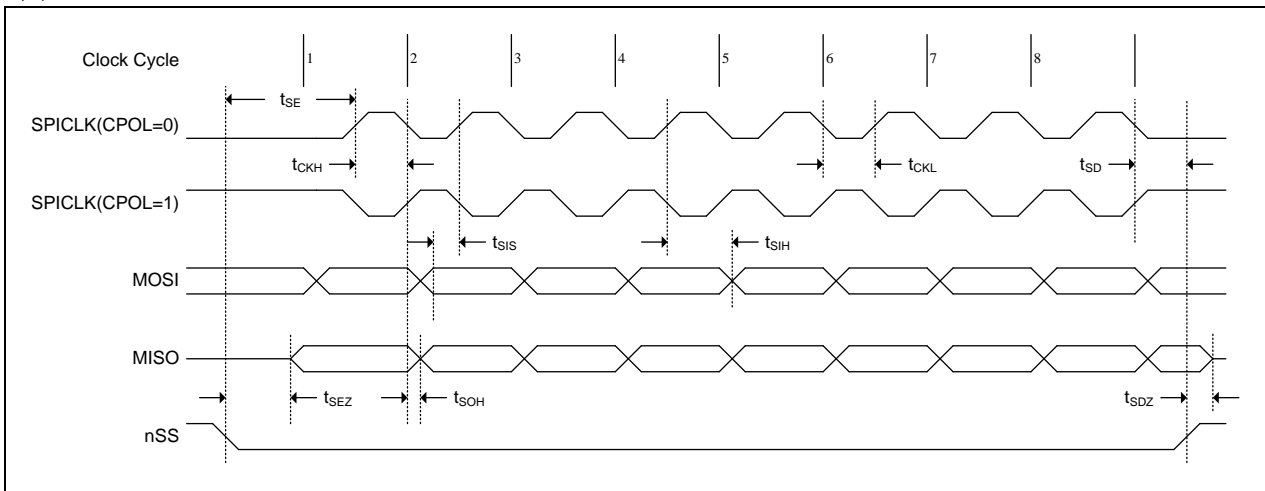 Clock Cycle 1 2 3 4 5 6 7 8
tSE
SPICLK(CPOL=0)
tCKH tCKL tSD
SPICLK(CPOL=1)
tSIS tSIH
MOSI
MISO
tSEZ tSOH tSDZ
nSS